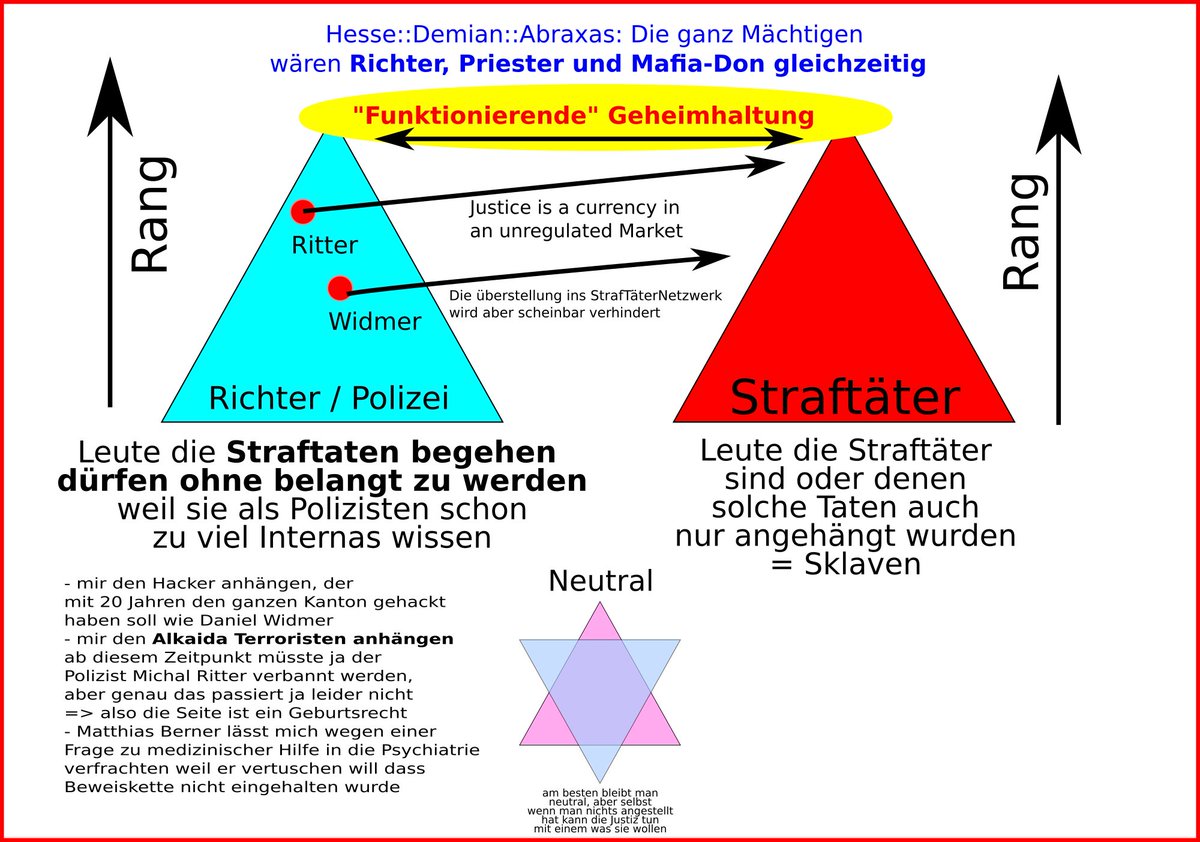 Hesse::Demian::Abraxas: Die ganz Mächtigen
wären Richter, Priester und Mafia-Don gleichzeitig
"Funktionierende" Geheimhaltung
Rang
Rang
Ritter
Justice is a currency in
an unregulated Market
Widmer
Die überstellung ins StrafTäterNetzwerk
wird aber scheinbar verhindert
Richter / Polizei
Straftäter
Leute die Straftaten begehen
dürfen ohne belangt zu werden
weil sie als Polizisten schon
zu viel Internas wissen
Leute die Straftäter
sind oder denen
solche Taten auch
nur angehängt wurden
= Sklaven
- mir den Hacker anhängen, der
mit 20 Jahren den ganzen Kanton gehackt
haben soll wie Daniel Widmer
- mir den Alkaida Terroristen anhängen
ab diesem Zeitpunkt müsste ja der
Polizist Michal Ritter verbannt werden,
aber genau das passiert ja leider nicht
=> also die Seite ist ein Geburtsrecht
- Matthias Berner lässt mich wegen einer
Frage zu medizinischer Hilfe in die Psychiatrie
verfrachten weil er vertuschen will dass
Beweiskette nicht eingehalten wurde
Neutral
am besten bleibt man
neutral, aber selbst
wenn man nichts angestellt
hat kann die Justiz tun
mit einem was sie wollen